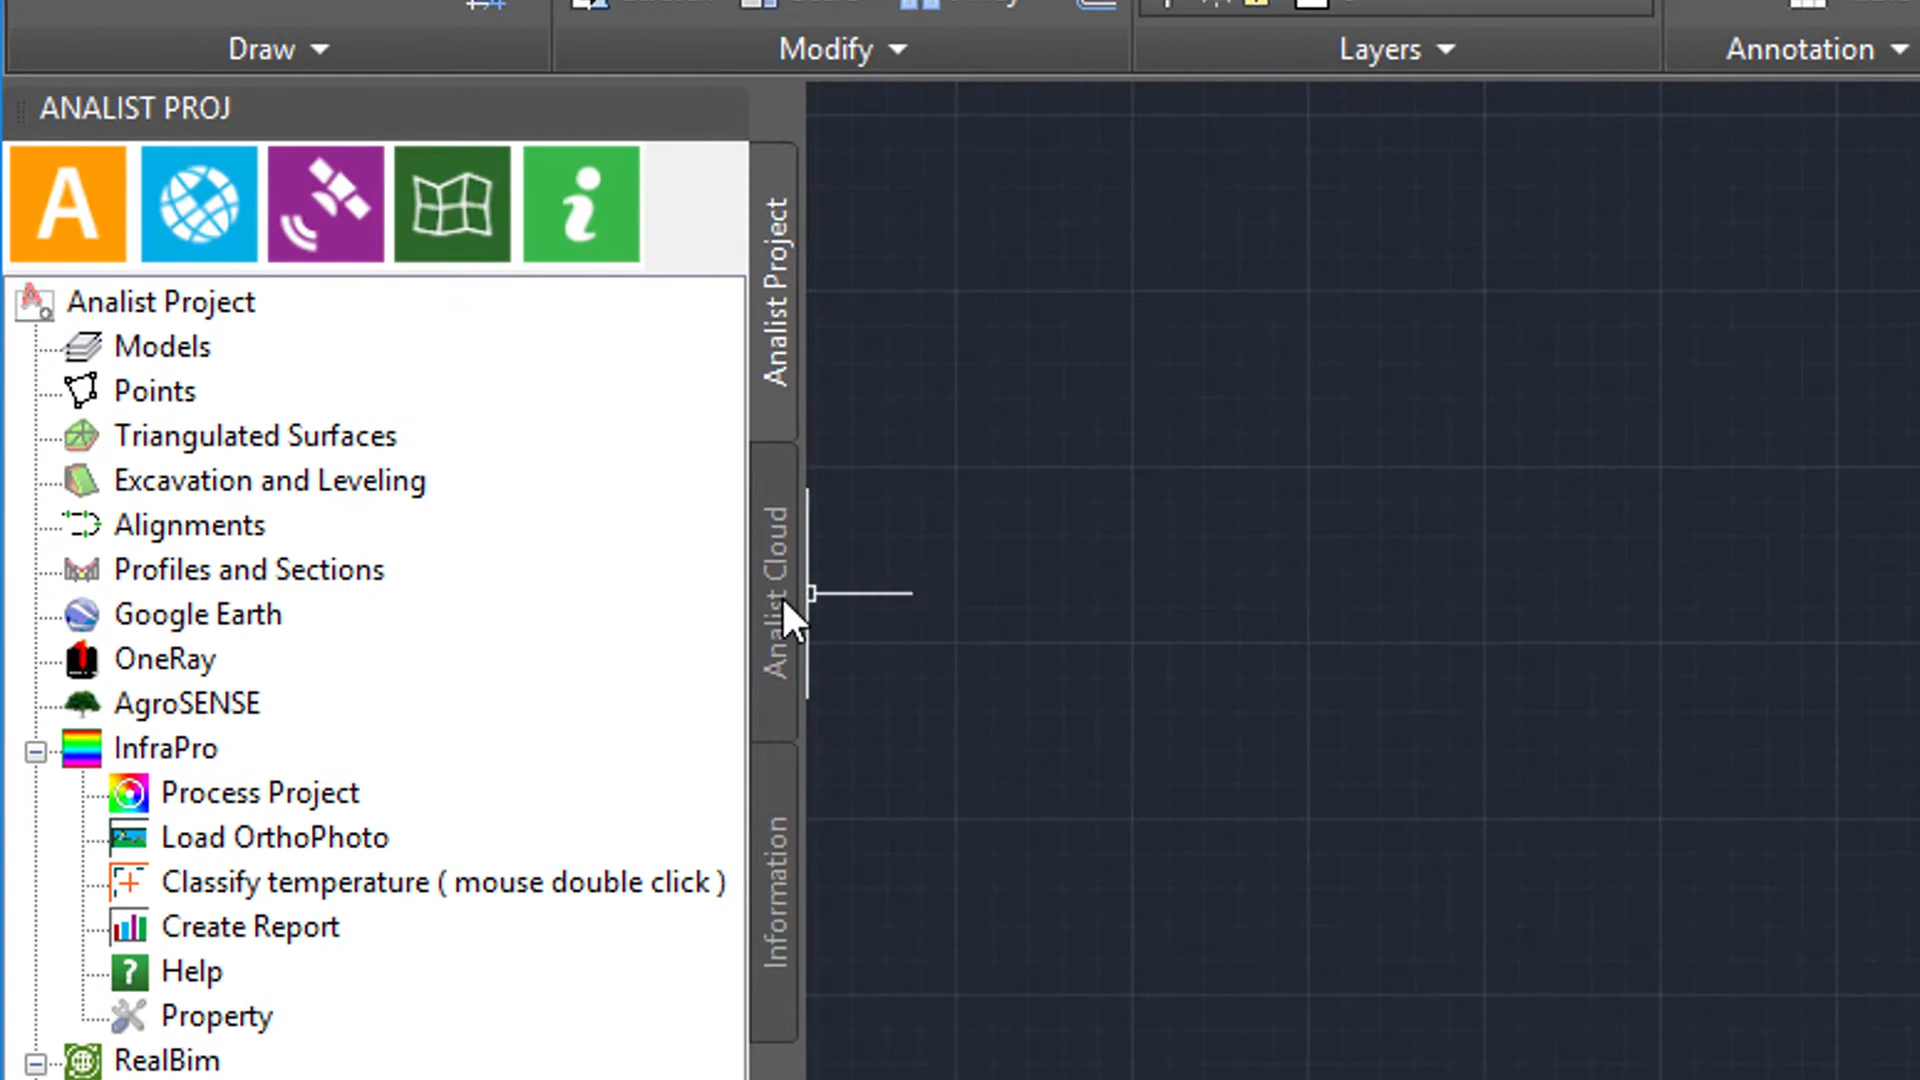 Draw
Modify
Layers
Annotation
ANALIST PROJ
A
Analist Project
Models
Points
Triangulated Surfaces
Excavation and Leveling
Alignments
Profiles and Sections
Google Earth
OneRay
AgroSENSE
InfraPro
Process Project
Load OrthoPhoto
Classify temperature ( mouse double click )
Create Report
Help
Property
RealBim
Analist Project
Analist Cloud
Information